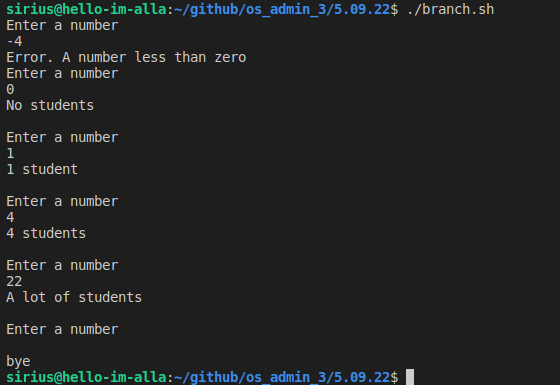 sirius@hello-im-alla:~/github/os_admin_3/5.09.22$ ./branch.sh
Enter a number
-4
Error. A number less than zero
Enter a number
0
No students
Enter a number
1
1 student
Enter a number
4
4 students
Enter a number
22
A lot of students
Enter a number
bye
sirius@hello-im-alla:~/github/os_admin_3/5.09.22$